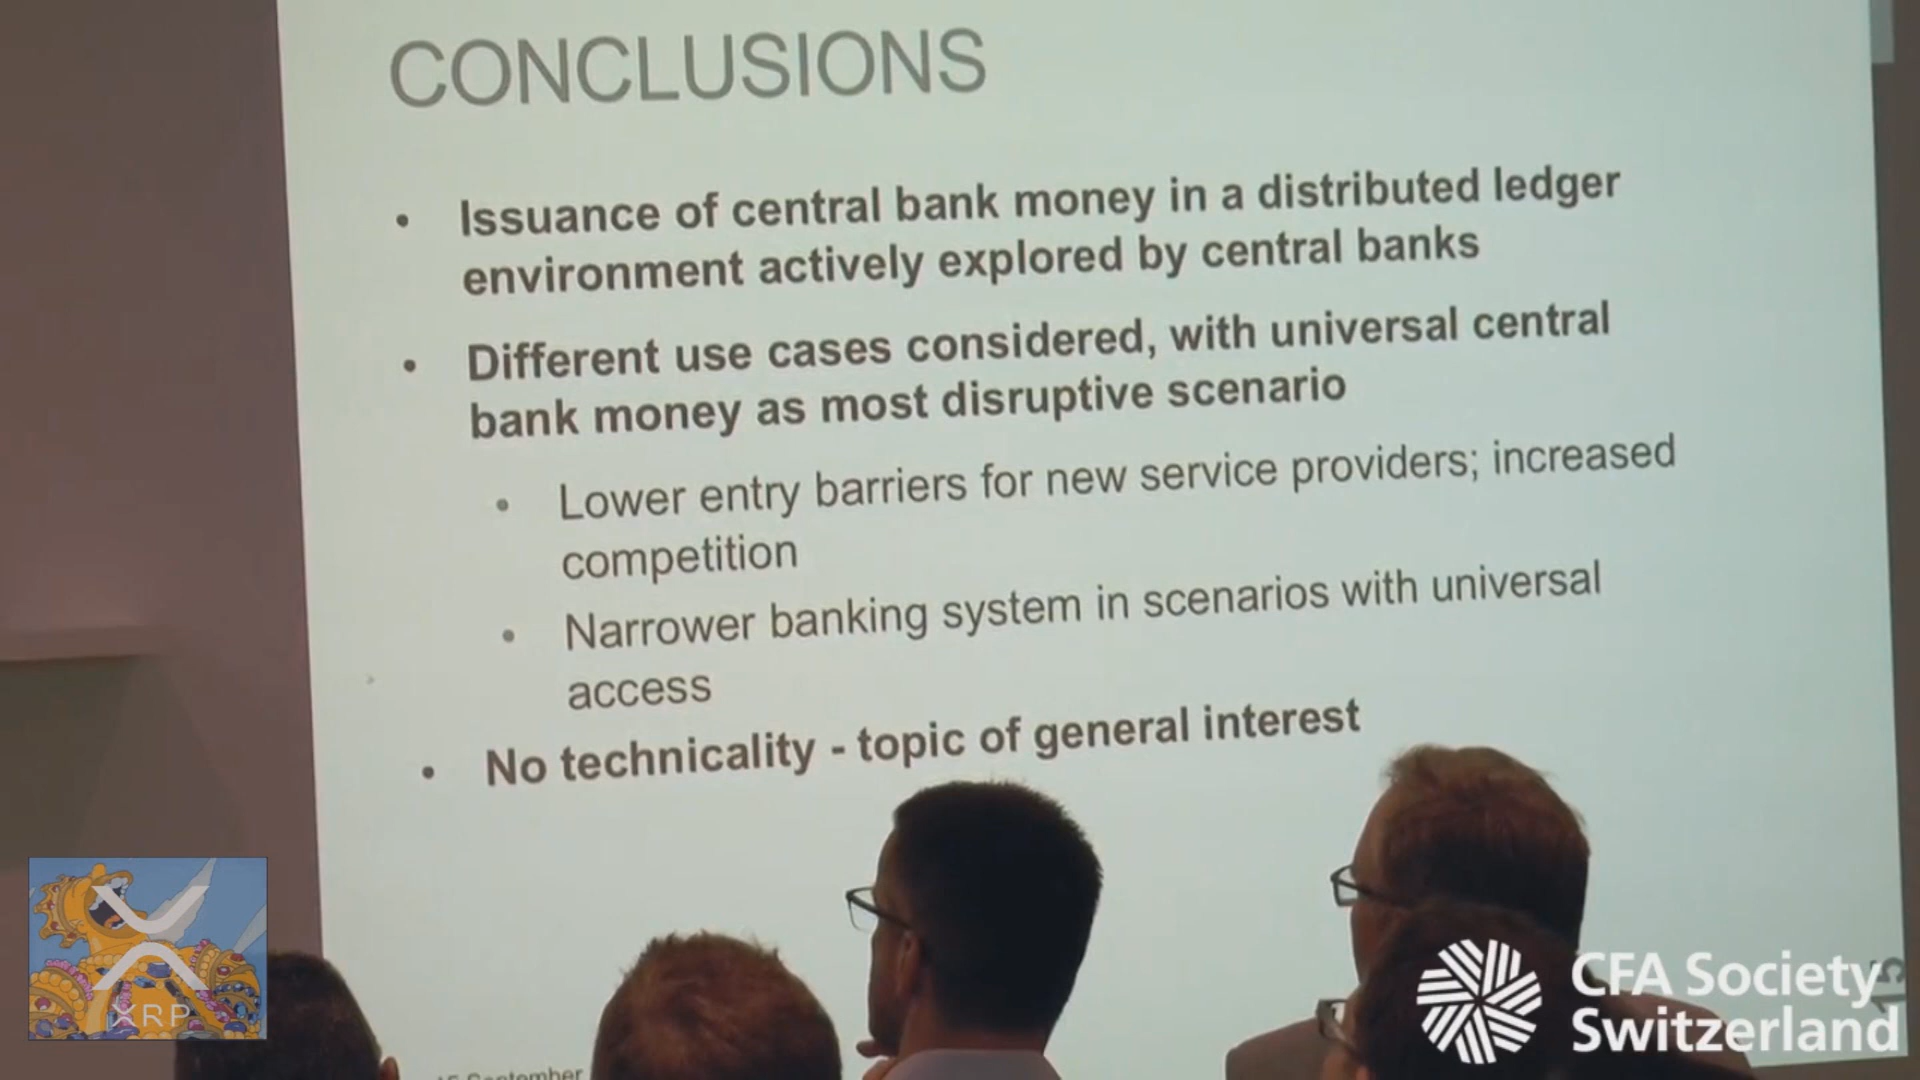 CONCLUSIONS
• Issuance of central bank money in a distributed ledger
environment actively explored by central banks
• Different use cases considered, with universal central
bank money as most disruptive scenario
• Lower entry barriers for new service providers; increased
competition
• Narrower banking system in scenarios with universal
access
• No technicality - topic of general interest
XRP
CFA Society
Switzerland
15
September